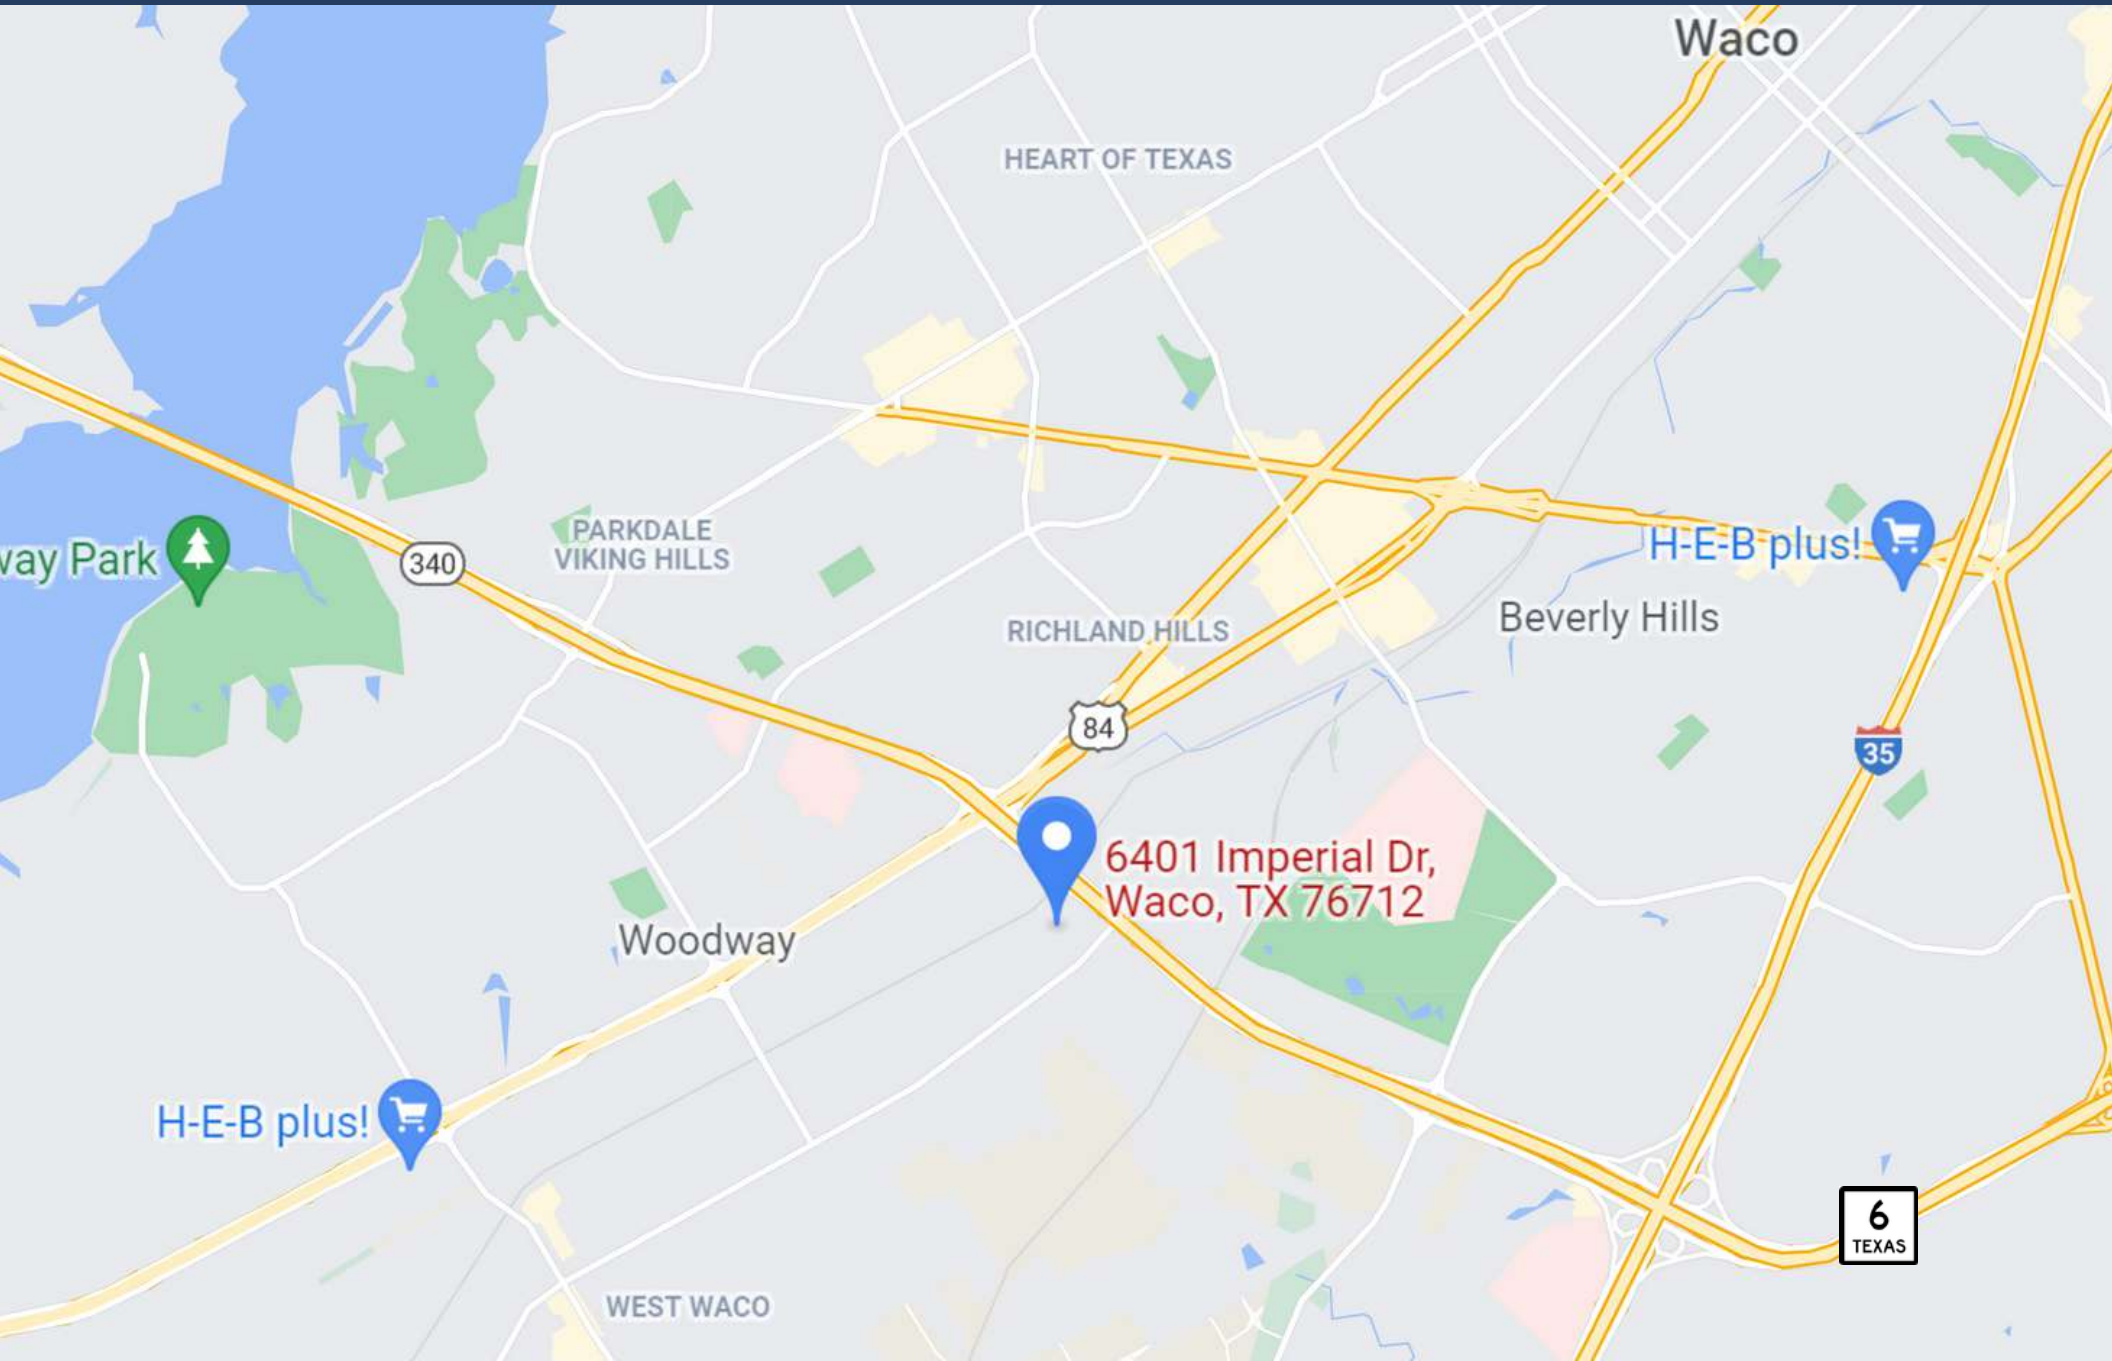 Waco
HEART OF TEXAS
PARKDALE
VIKING HILLS
way Park
340
H-E-B plus!
Beverly Hills
RICHLAND HILLS
84
35
6401 Imperial Dr,
Waco, TX 76712
Woodway
H-E-B plus!
6
TEXAS
WEST WACO